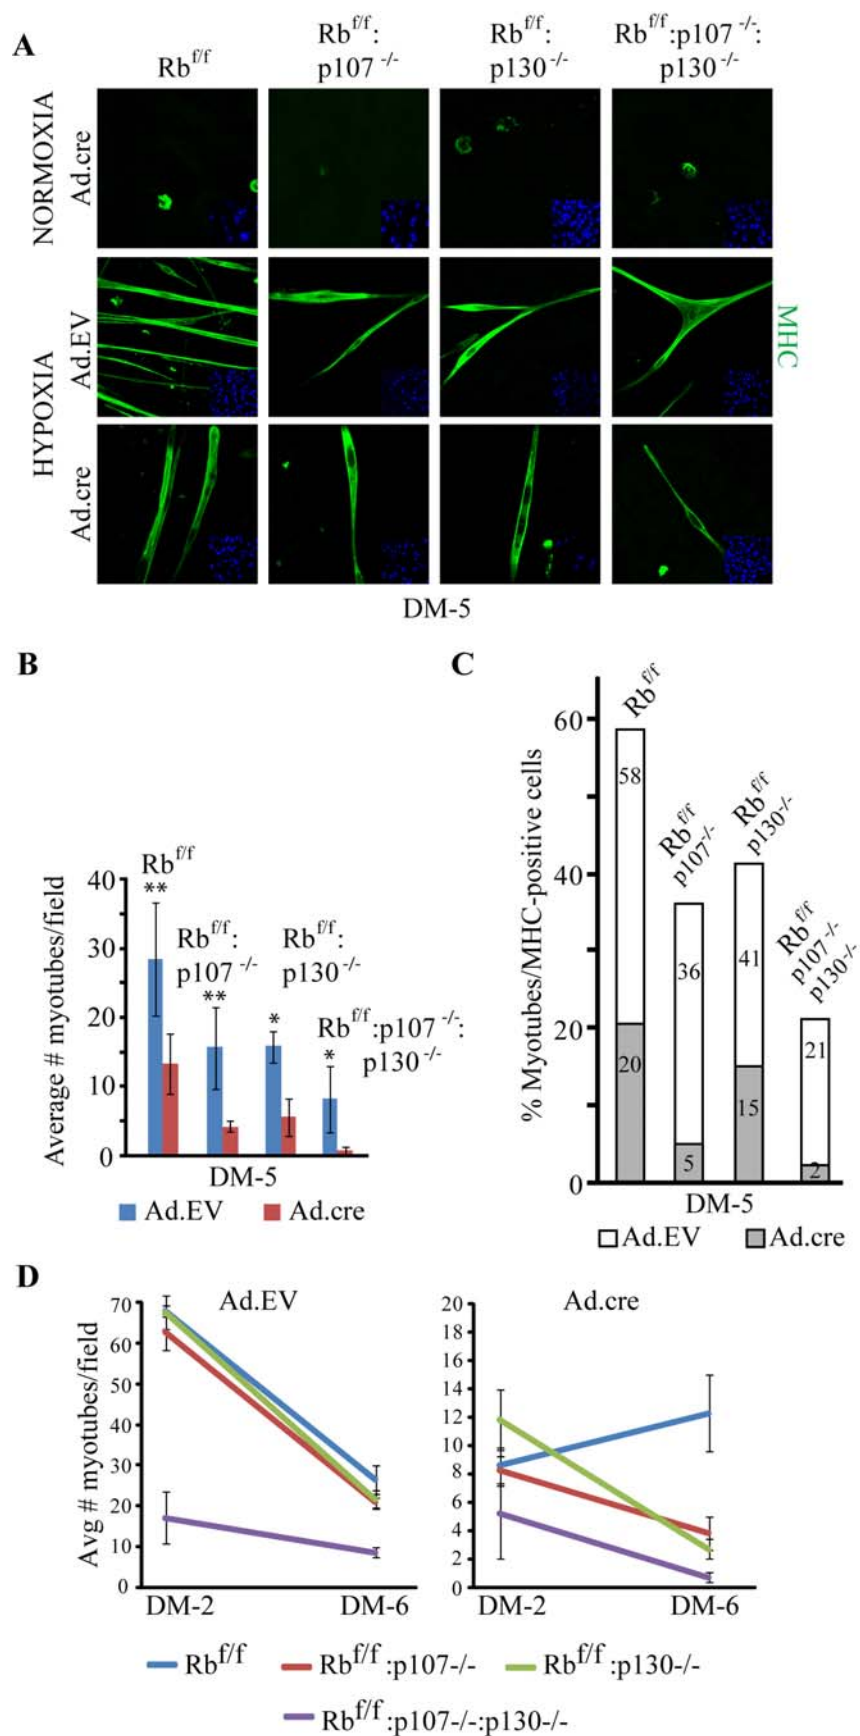 A
Rb^f/f
Rb^f/f:
p107 -/-
Rb^f/f:
p130-/-
Rb^f/f:p107 -/-:
p130-/-
NORMOXIA
Ad.cre
HYPOXIA
Ad.EV
Ad.cre
MHC
DM-5
B
Average # myotubes/field
40
30
20
10
0
Rb^f/f
**
Rb^f/f:
p107 -/-
**
Rb^f/f:
p130-/-
*
Rb^f/f:p107 -/-:
p130 -/-
*
DM-5
Ad.EV
Ad.cre
C
% Myotubes/MHC-positive cells
60
40
20
0
Rb^f/f
58
20
Rb^f/f
p107-/-
36
5
Rb^f/f
p130-/-
41
15
Rb^f/f
p107-/-
p130-/-
21
2
DM-5
Ad.EV
Ad.cre
D
Ad.EV
Avg # myotubes/field
70
60
50
40
30
20
10
0
DM-2
DM-6
Ad.cre
20
18
16
14
12
10
8
6
4
2
0
DM-2
DM-6
Rb^f/f
Rb^f/f:p107-/-
Rb^f/f:p130-/-
Rb^f/f:p107-/-:p130-/-